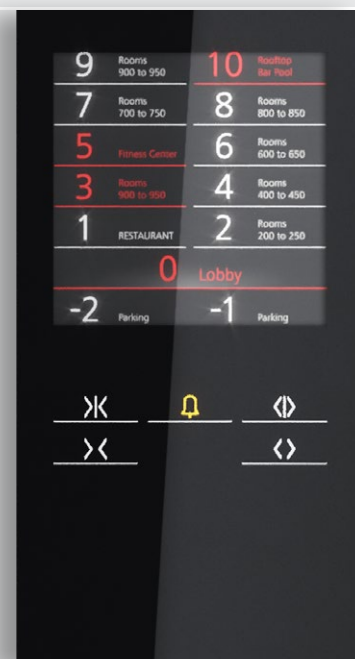 9 Rooms
900 to 950
10 Rooftop
Bar Pool
7 Rooms
700 to 750
8 Rooms
800 to 850
5 Fitness Center
6 Rooms
600 to 650
3 Rooms
900 to 950
4 Rooms
400 to 450
1 RESTAURANT
2 Rooms
200 to 250
0 Lobby
-2 Parking
-1 Parking